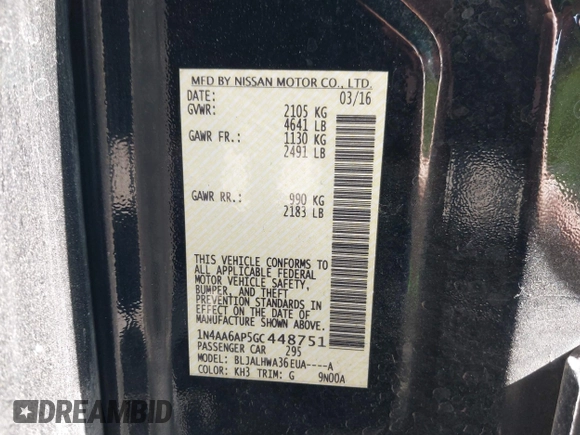 MFD BY NISSAN MOTOR CO., LTD.
DATE: 03/16
GVWR: 2105 KG
4641 LB
GAWR FR.: 1130 KG
2491 LB
GAWR RR.: 990 KG
2183 LB
THIS VEHICLE CONFORMS TO
ALL APPLICABLE FEDERAL
MOTOR VEHICLE SAFETY,
BUMPER, AND THEFT
PREVENTION STANDARDS IN
EFFECT ON THE DATE OF
MANUFACTURE SHOWN ABOVE.
1N4AA6AP5GC448751
PASSENGER CAR 295
MODEL: BLJALHWA36EUA----A
COLOR: KH3 TRIM: G 9N00A
DIDBID.COM